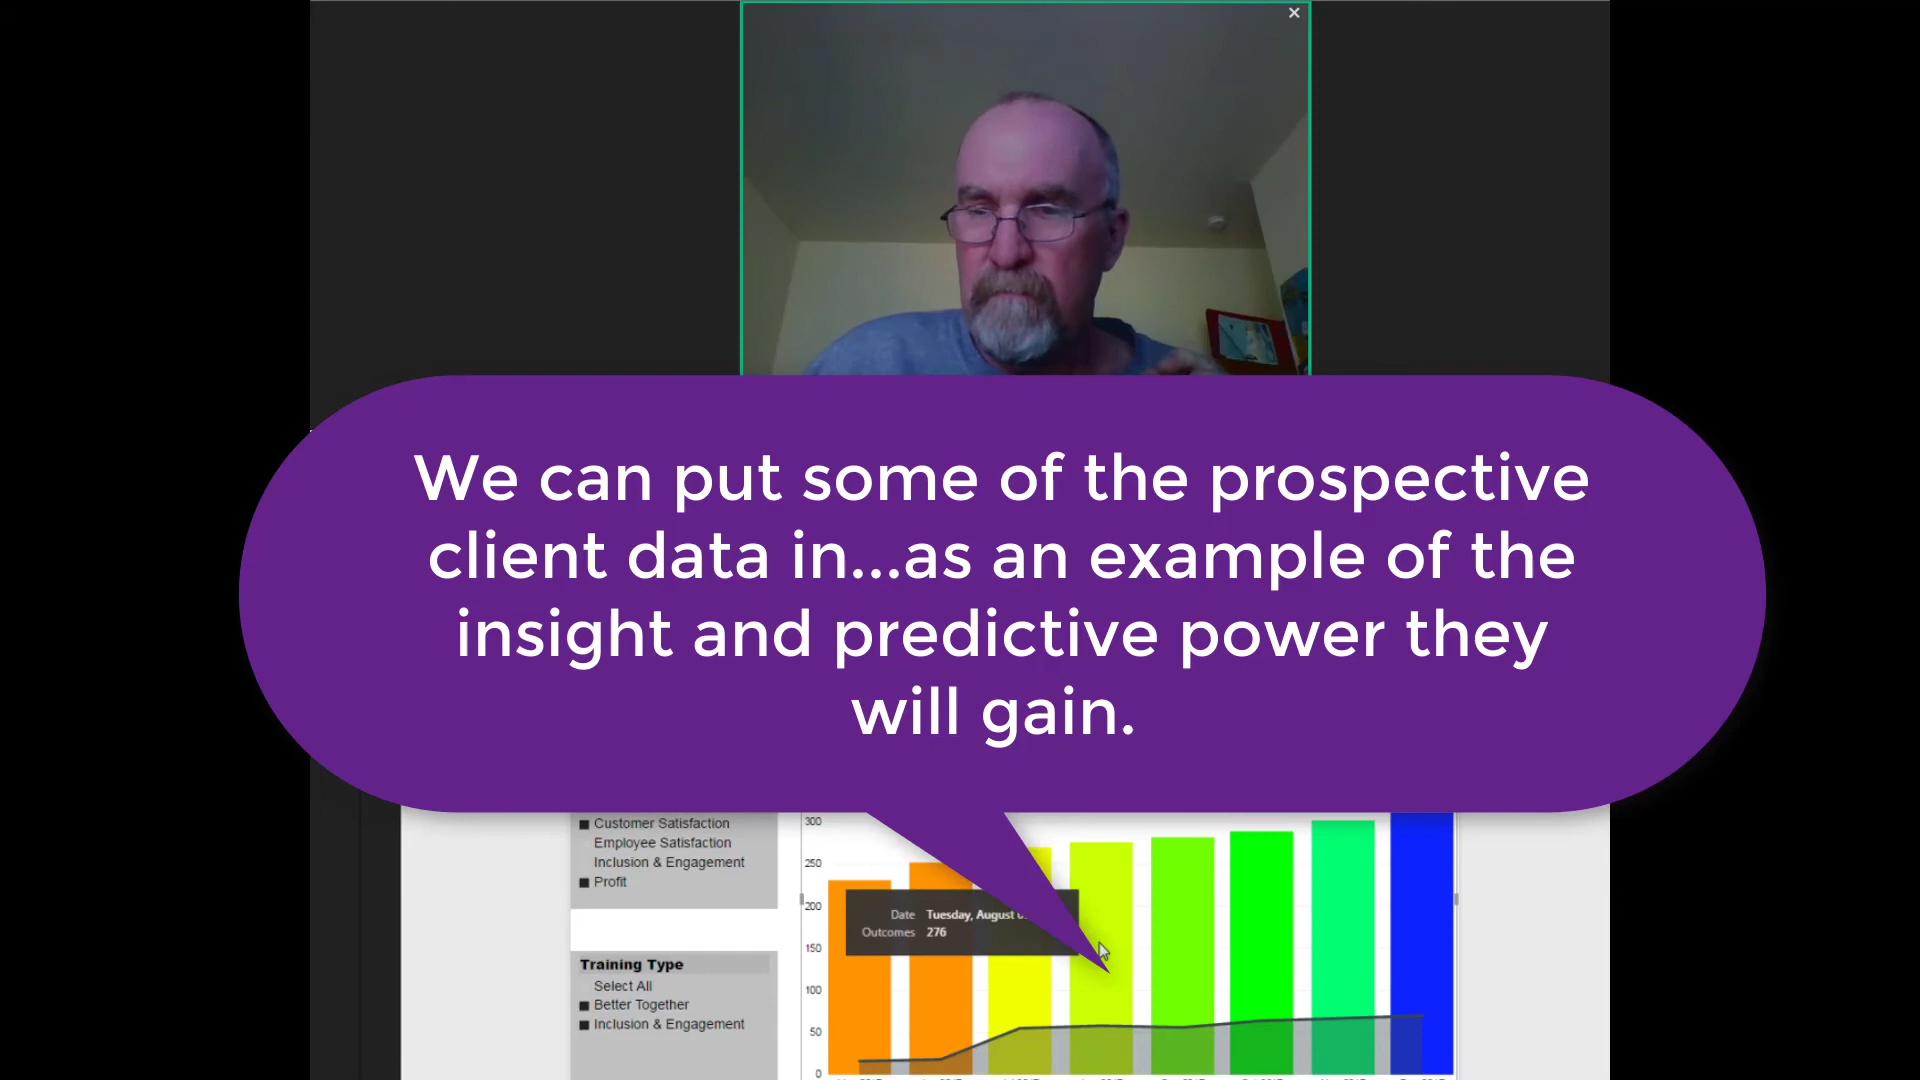 We can put some of the prospective
client data in...as an example of the
insight and predictive power they
will gain.
Customer Satisfaction
Employee Satisfaction
Inclusion & Engagement
Profit
Training Type
Select All
Better Together
Inclusion & Engagement
300
250
200
150
100
50
0
Date Tuesday, August
Outcomes 276